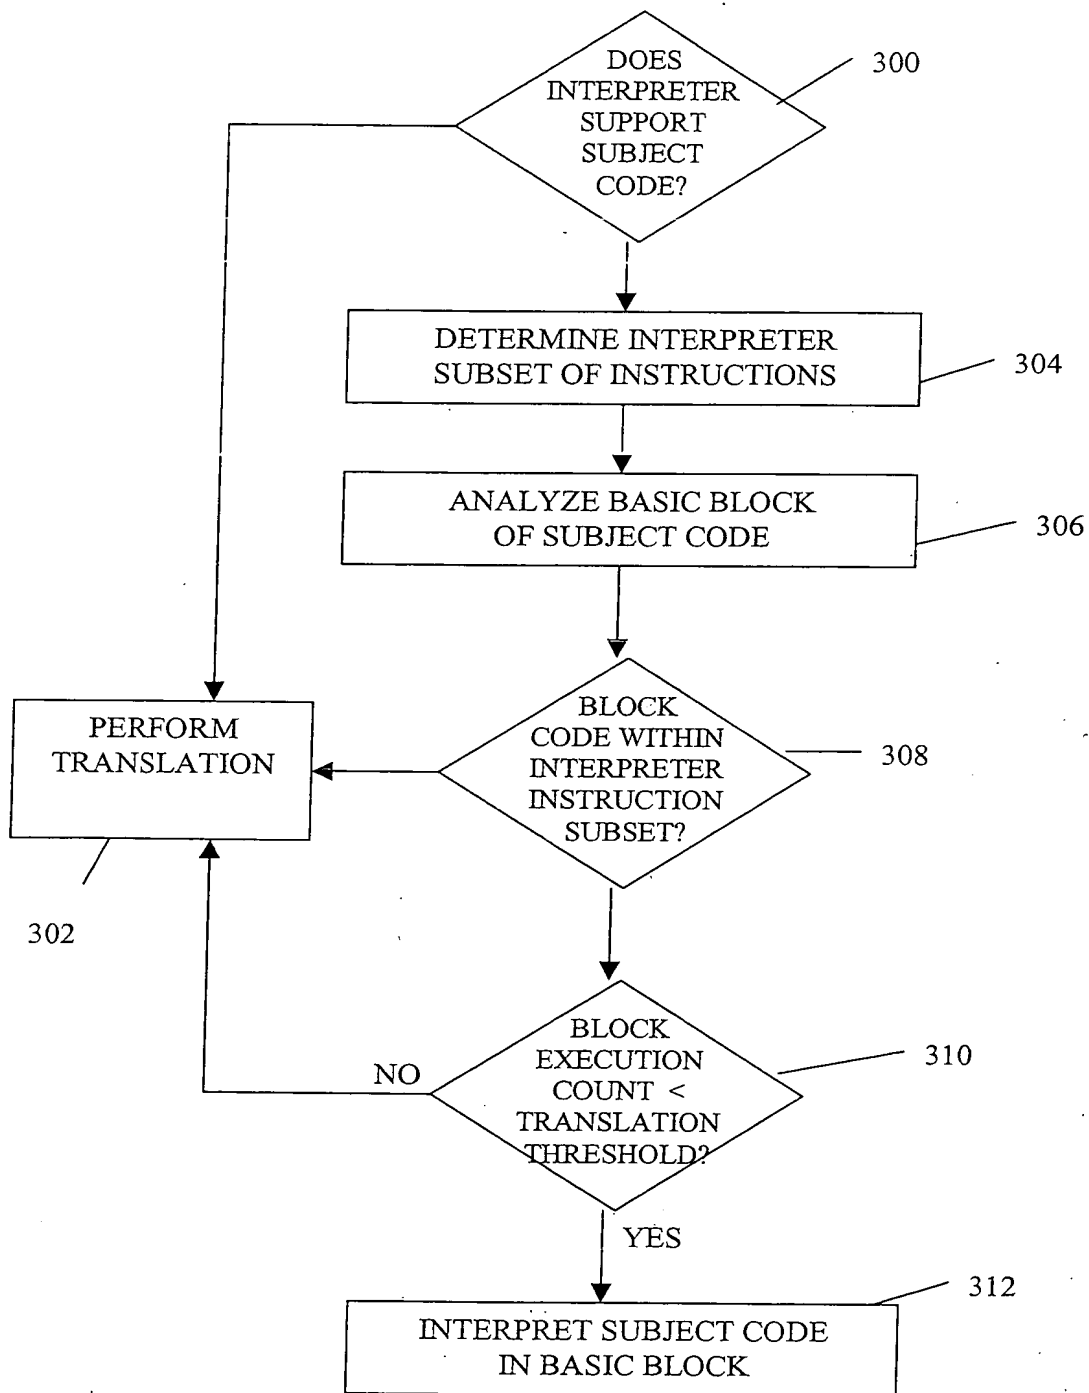 DOES
INTERPRETER
SUPPORT
SUBJECT
CODE?
300
DETERMINE INTERPRETER
SUBSET OF INSTRUCTIONS
304
ANALYZE BASIC BLOCK
OF SUBJECT CODE
306
PERFORM
TRANSLATION
302
BLOCK
CODE WITHIN
INTERPRETER
INSTRUCTION
SUBSET?
308
BLOCK
EXECUTION
COUNT <
TRANSLATION
THRESHOLD?
310
NO
YES
312
INTERPRET SUBJECT CODE
IN BASIC BLOCK